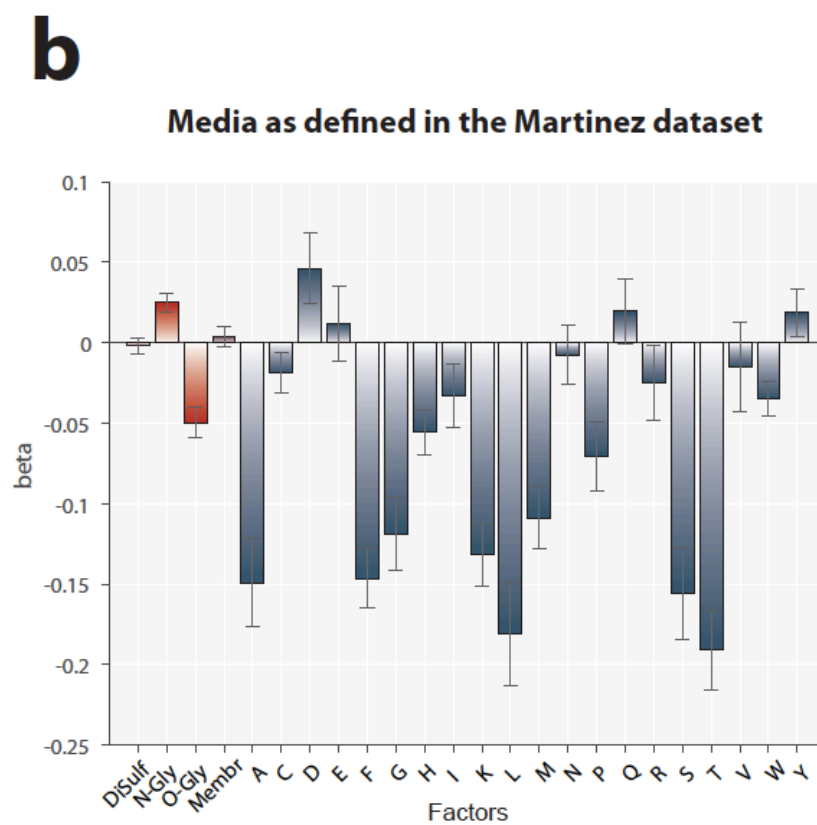 b
Media as defined in the Martinez dataset
0.1
0.05
0
-0.05
-0.1
-0.15
-0.2
-0.25
beta
DiSulf
N-Gly
O-Gly
Membr
A
C
D
E
F
G
H
I
K
L
M
N
P
Q
R
S
T
V
W
Y
Factors